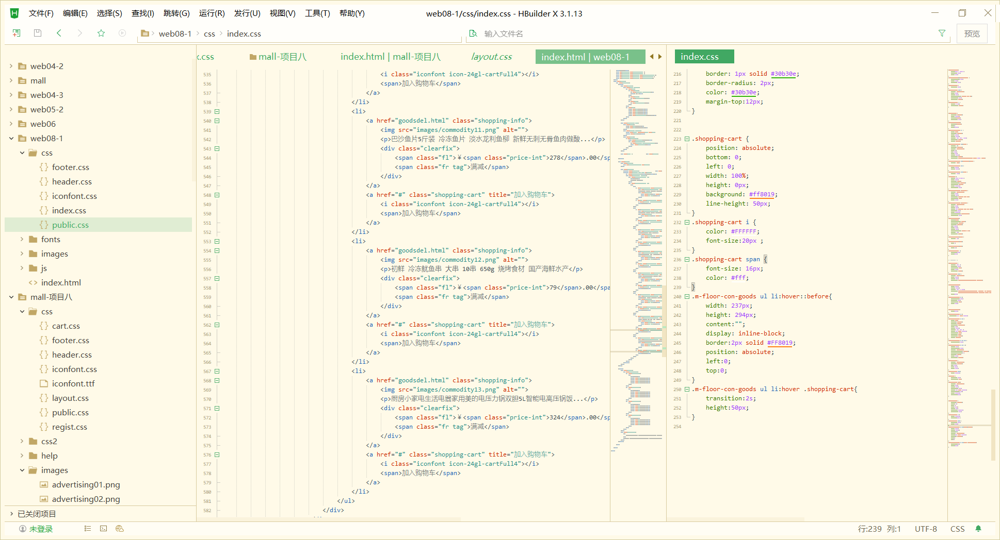 文件(F) 编辑(E) 选择(S) 查找(I) 跳转(G) 运行(R) 发行(U) 视图(V) 工具(T) 帮助(Y)
web08-1/css/index.css - HBuilder X 3.1.13
web08-1 css index.css
输入文件名
预览
web04-2
mall
web04-3
web05-2
web06
web08-1
css
footer.css
header.css
iconfont.css
index.css
public.css
fonts
images
js
index.html
mall-项目八
css
cart.css
footer.css
header.css
iconfont.css
iconfont.ttf
layout.css
public.css
regist.css
css2
help
images
advertising01.png
advertising02.png
已关闭项目
未登录
.css mall-项目八 index.html | mall-项目八 layout.css index.html | web08-1
535 <i class="iconfont icon-24gl-cartFull4"></i>
536 <span>加入购物车</span>
537 </a>
538 </li>
539 <li>
540 <a href="goodsdel.html" class="shopping-info">
541 <img src="images/commodity11.png" alt="">
542 <p>巴沙鱼片5斤装 冷冻鱼片 淡水龙利鱼柳 新鲜无刺无骨鱼肉做酸...</p>
543 <div class="clearfix">
544 <span class="fl">¥<span class="price-int">278</span>.00</sp
545 <span class="fr tag">满减</span>
546 </div>
547 </a>
548 <a href="#" class="shopping-cart" title="加入购物车">
549 <i class="iconfont icon-24gl-cartFull4"></i>
550 <span>加入购物车</span>
551 </a>
552 </li>
553 <li>
554 <a href="goodsdel.html" class="shopping-info">
555 <img src="images/commodity12.png" alt="">
556 <p>初鲜 冷冻鱿鱼串 大串 10串 650g 烧烤食材 国产海鲜水产</p>
557 <div class="clearfix">
558 <span class="fl">¥<span class="price-int">79</span>.00</spa
559 <span class="fr tag">满减</span>
560 </div>
561 </a>
562 <a href="#" class="shopping-cart" title="加入购物车">
563 <i class="iconfont icon-24gl-cartFull4"></i>
564 <span>加入购物车</span>
565 </a>
566 </li>
567 <li>
568 <a href="goodsdel.html" class="shopping-info">
569 <img src="images/commodity13.png" alt="">
570 <p>厨房小家电生活电器家用美的电压力锅双胆5L智能电高压锅饭...</p>
571 <div class="clearfix">
572 <span class="fl">¥<span class="price-int">324</span>.00</sp
573 <span class="fr tag">满减</span>
574 </div>
575 </a>
576 <a href="#" class="shopping-cart" title="加入购物车">
577 <i class="iconfont icon-24gl-cartFull4"></i>
578 <span>加入购物车</span>
579 </a>
580 </li>
581 </ul>
582 </div>
index.css
216 border: 1px solid #30b30e;
217 border-radius: 2px;
218 color: #30b30e;
219 margin-top:12px;
220 }
221
222
223 .shopping-cart {
224 position: absolute;
225 bottom: 0;
226 left: 0;
227 width: 100%;
228 height: 0px;
229 background: #ff8019;
230 line-height: 50px;
231 }
232 .shopping-cart i {
233 color: #FFFFFF;
234 font-size:20px ;
235 }
236 .shopping-cart span {
237 font-size: 16px;
238 color: #fff;
239 }
240 .m-floor-con-goods ul li:hover::before{
241 width: 237px;
242 height: 294px;
243 content:"";
244 display: inline-block;
245 border:2px solid #FF8019;
246 position: absolute;
247 left:0;
248 top:0;
249 }
250 .m-floor-con-goods ul li:hover .shopping-cart{
251 transition:2s;
252 height:50px;
253 }
254
行:239 列:1 UTF-8 CSS